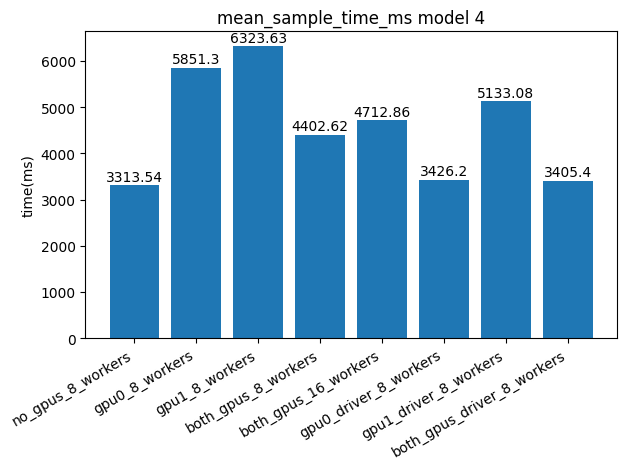 mean_sample_time_ms model 4
time(ms)
6000
5000
4000
3000
2000
1000
0
3313.54
5851.3
6323.63
4402.62
4712.86
3426.2
5133.08
3405.4
no_gpus_8_workers
gpu0_8_workers
gpu1_8_workers
both_gpus_8_workers
both_gpus_16_workers
gpu0_driver_8_workers
gpu1_driver_8_workers
both_gpus_driver_8_workers